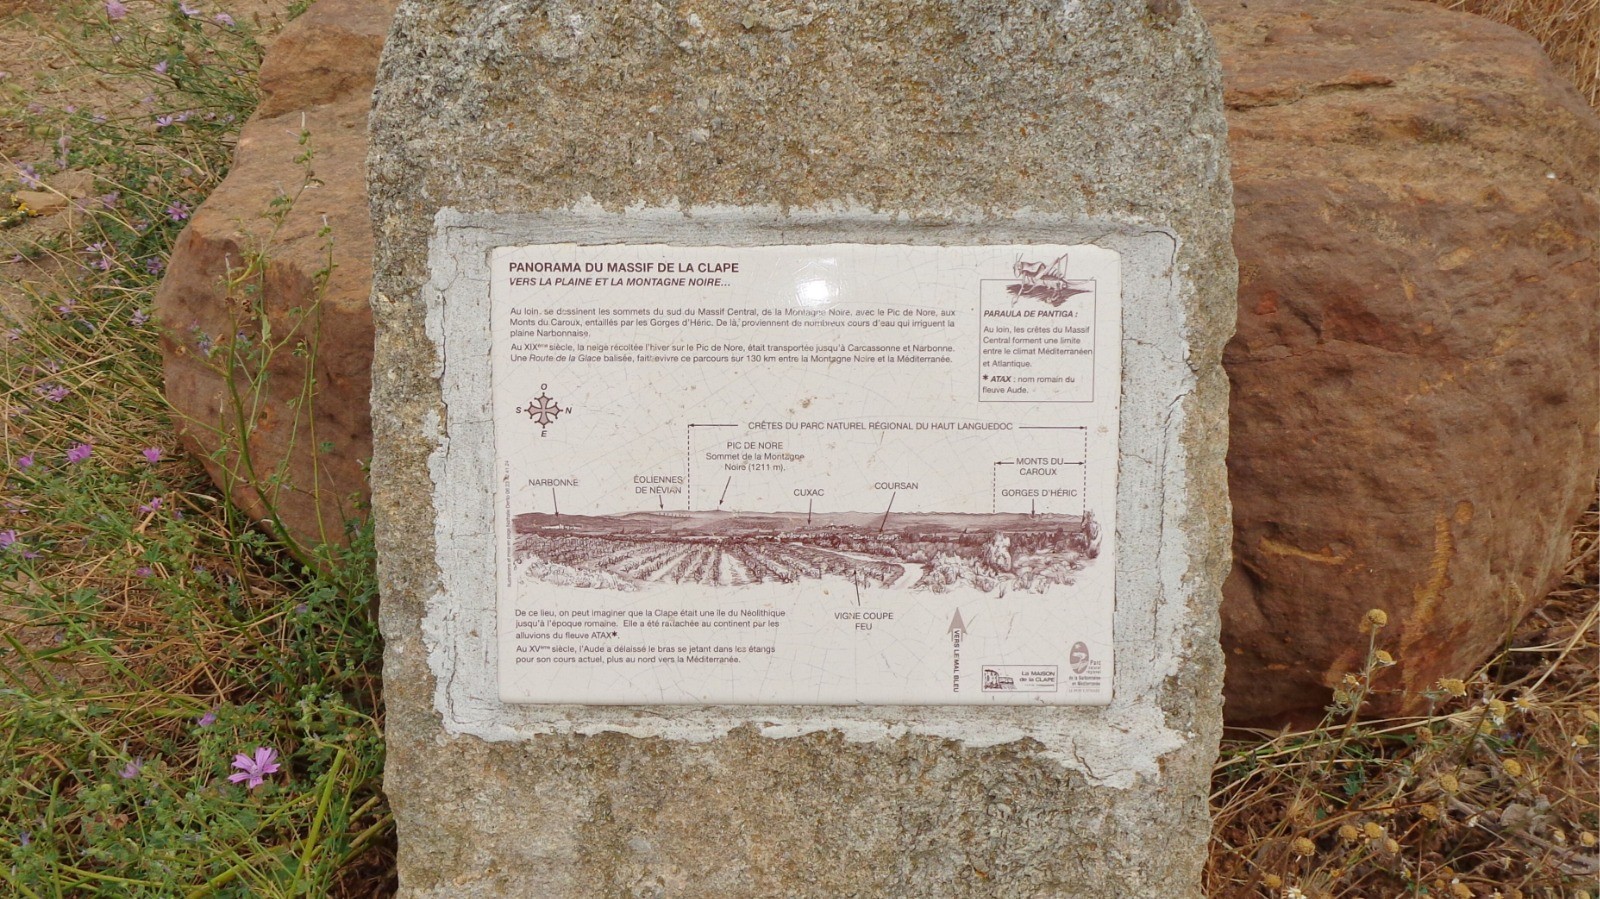 PANORAMA DU MASSIF DE LA CLAPE
VERS LA PLAINE ET LA MONTAGNE NOIRE...
Au loin, se dessinent les sommets du sud du Massif Central, de la Montagne Noire, avec le Pic de Nore, aux
Monts du Caroux, entaillés par les Gorges d'Héric. De là, proviennent de nombreux cours d'eau qui irriguent la
plaine Narbonnaise.
Au XIXème siècle, la neige récoltée l'hiver sur le Pic de Nore, était transportée jusqu'à Carcassonne et Narbonne.
Une Route de la Glace balisée, fait revivre ce parcours sur 130 km entre la Montagne Noire et la Méditerranée.
PARAULA DE PANTIGA :
Au loin, les crêtes du Massif
Central forment une limite
entre le climat Méditerranéen
et Atlantique.
* ATAX : nom romain du
fleuve Aude.
O
S N
E
CRÊTES DU PARC NATUREL RÉGIONAL DU HAUT LANGUEDOC
PIC DE NORE
Sommet de la Montagne
Noire (1211 m).
MONTS DU
CAROUX
NARBONNE
ÉOLIENNES
DE NÉVIAN
CUXAC
COURSAN
GORGES D'HÉRIC
De ce lieu, on peut imaginer que la Clape était une île du Néolithique
jusqu'à l'époque romaine. Elle a été rattachée au continent par les
alluvions du fleuve ATAX*.
Au XVème siècle, l'Aude a délaissé le bras se jetant dans les étangs
pour son cours actuel, plus au nord vers la Méditerranée.
VIGNE COUPE
FEU
VERS LE MAL BLEU
La MAISON
de la CLAPE
Parc
de la Narbonnaise
en Méditerranée